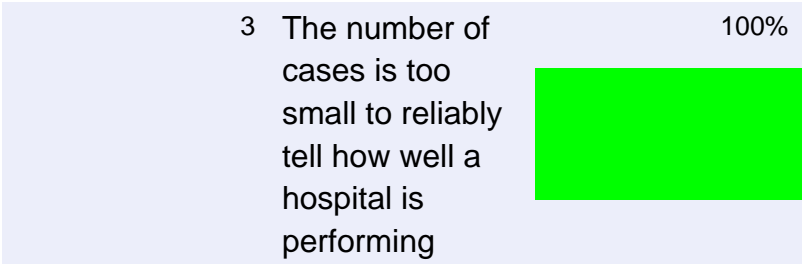 3 The number of 100%
cases is too
small to reliably
tell how well a
hospital is
performing